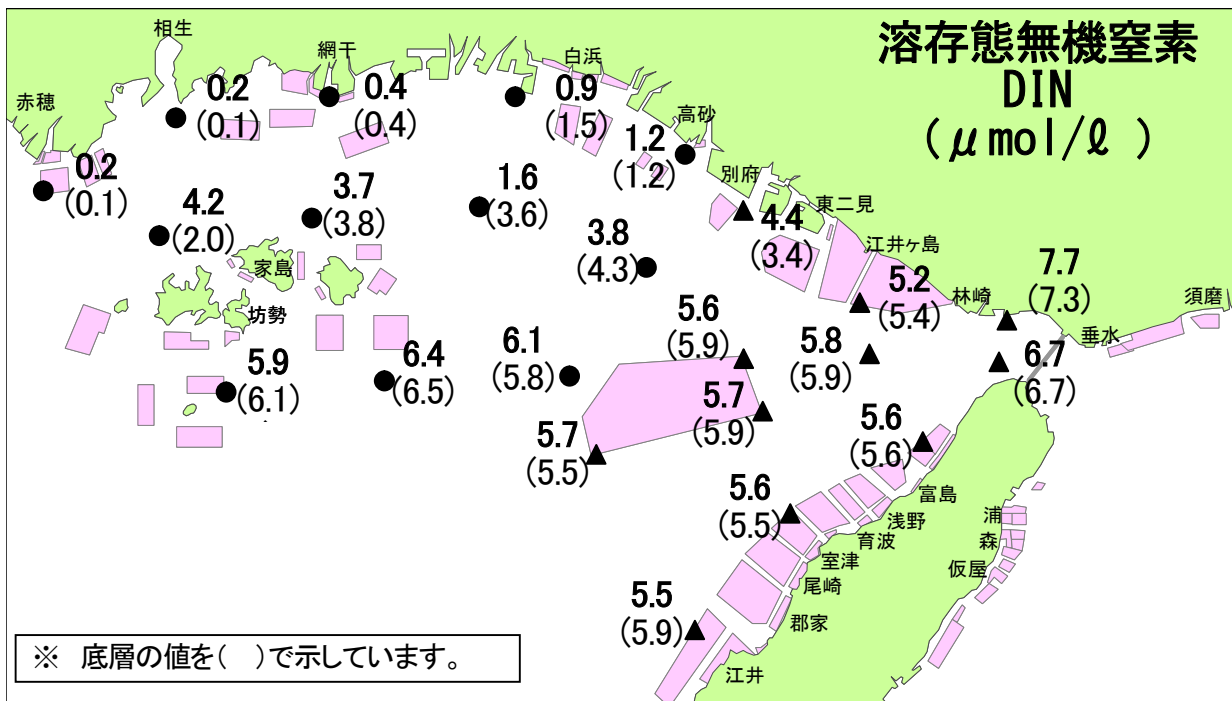 溶存態無機窒素
DIN
(μmol/ℓ )
相生
網干
白浜
赤穂
高砂
別府
東二見
江井ヶ島
林崎
垂水
須磨
家島
坊勢
富島
浅野
育波
室津
尾崎
郡家
江井
浦
森
仮屋
0.2
(0.1)
0.4
(0.4)
0.9
(1.5)
1.2
(1.2)
0.2
(0.1)
4.2
(2.0)
3.7
(3.8)
1.6
(3.6)
3.8
(4.3)
4.4
(3.4)
5.2
(5.4)
7.7
(7.3)
6.7
(6.7)
5.6
(5.9)
5.8
(5.9)
5.9
(6.1)
6.4
(6.5)
6.1
(5.8)
5.7
(5.9)
5.7
(5.5)
5.6
(5.6)
5.6
(5.5)
5.5
(5.9)
※ 底層の値を( )で示しています。